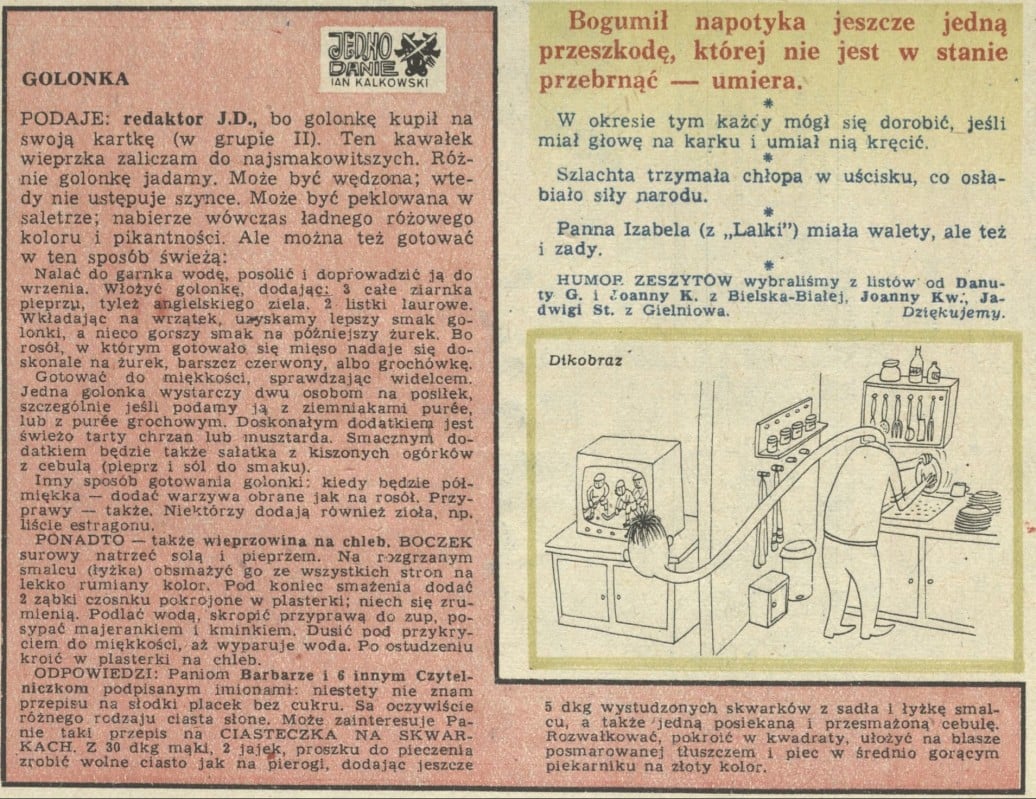 GOLONKA
JEDNO
DANIE
IAN KALKOWSKI
PODAJE: redaktor J.D., bo golonkę kupił na
swoją kartkę (w grupie II). Ten kawałek
wieprzka zaliczam do najsmakowitszych. Róż-
nie golonkę jadamy. Może być wędzona; wte-
dy nie ustępuje szynce. Może być peklowana w
saletrze; nabierze wówczas ładnego różowego
koloru i pikantności. Ale można też gotować
w ten sposób świeżą:
Nalać do garnka wodę, posolić i doprowadzić ją do
wrzenia. Włożyć golonkę, dodając: 3 całe ziarnka
pieprzu, tyleż angielskiego ziela, 2 listki laurowe.
Wkładając na wrzątek, uzyskamy lepszy smak go-
lonki, a nieco gorszy smak na późniejszy żurek. Bo
rosół, w którym gotowało się mięso nadaje się do-
skonale na żurek, barszcz czerwony, albo grochówkę.
Gotować do miękkości, sprawdzając widelcem.
Jedna golonka wystarczy dwu osobom na posiłek,
szczególnie jeśli podamy ją z ziemniakami purée,
lub z purée grochowym. Doskonałym dodatkiem jest
świeżo tarty chrzan lub musztarda. Smacznym do-
datkiem będzie także sałatka z kiszonych ogórków
z cebulą (pieprz i sól do smaku).
Inny sposób gotowania golonki: kiedy będzie pół-
miękka — dodać warzywa obrane jak na rosół. Przy-
prawy — także. Niektórzy dodają również zioła, np.
liście estragonu.
PONADTO — także wieprzowina na chleb. BOCZEK
surowy natrzeć solą i pieprzem. Na rozgrzanym
smalcu (łyżka) obsmażyć go ze wszystkich stron na
lekko rumiany kolor. Pod koniec smażenia dodać
2 ząbki czosnku pokrojone w plasterki; niech się zru-
mienią. Podlać wodą, skropić przyprawą do zup, po-
sypać majerankiem i kminkiem. Dusić pod przykry-
ciem do miękkości, aż wyparuje woda. Po ostudzeniu
kroić w plasterki na chleb.
ODPOWIEDZI: Paniom Barbarze i 6 innym Czytel-
niczkom podpisanym imionami: niestety nie znam
przepisu na słodki placek bez cukru. Są oczywiście
różnego rodzaju ciasta słone. Może zainteresuje Pa-
nie taki przepis na CIASTECZKA NA SKWAR-
KACH. Z 30 dkg mąki, 2 jajek, proszku do pieczenia
zrobić wolne ciasto jak na pierogi, dodając jeszcze
5 dkg wystudzonych skwarków z sadła i łyżkę smal-
cu, a także jedną posiekaną i przesmażoną cebulę.
Rozwałkować, pokroić w kwadraty, ułożyć na blasze
posmarowanej tłuszczem i piec w średnio gorącym
piekarniku na złoty kolor.
Bogumił napotyka jeszcze jedną
przeszkodę, której nie jest w stanie
przebrnąć — umiera.
*
W okresie tym każdy mógł się dorobić, jeśli
miał głowę na karku i umiał nią kręcić.
*
Szlachta trzymała chłopa w uścisku, co osła-
biało siły narodu.
*
Panna Izabela (z „Lalki”) miała walety, ale też
i zady.
*
HUMOR ZESZYTÓW wybraliśmy z listów od Danu-
ty G. i Joanny K. z Bielska-Białej, Joanny Kw., Ja-
dwigi St. z Gielniowa. Dziękujemy.
Dikobraz